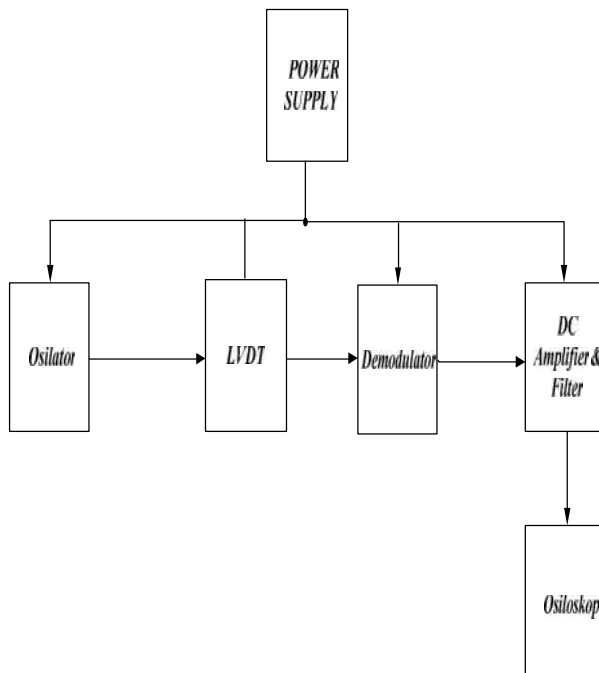 POWER
SUPPLY
Osilator
LVDT
Demodulator
DC
Amplifier &
Filter
Osiloskop